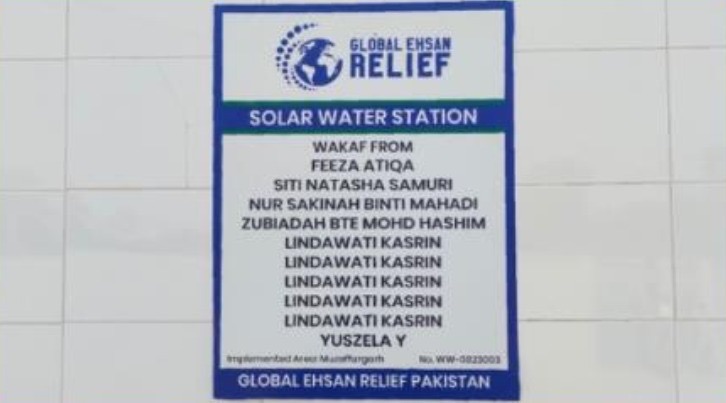 GLOBAL EHSAN
RELIEF
SOLAR WATER STATION
WAKAF FROM
FEEZA ATIQA
SITI NATASHA SAMURI
NUR SAKINAH BINTI MAHADI
ZUBIADAH BTE MOHD HASHIM
LINDAWATI KASRIN
LINDAWATI KASRIN
LINDAWATI KASRIN
LINDAWATI KASRIN
LINDAWATI KASRIN
YUSZELA Y
Implemented Area: Muzaffargarh No. WW-0823003
GLOBAL EHSAN RELIEF PAKISTAN